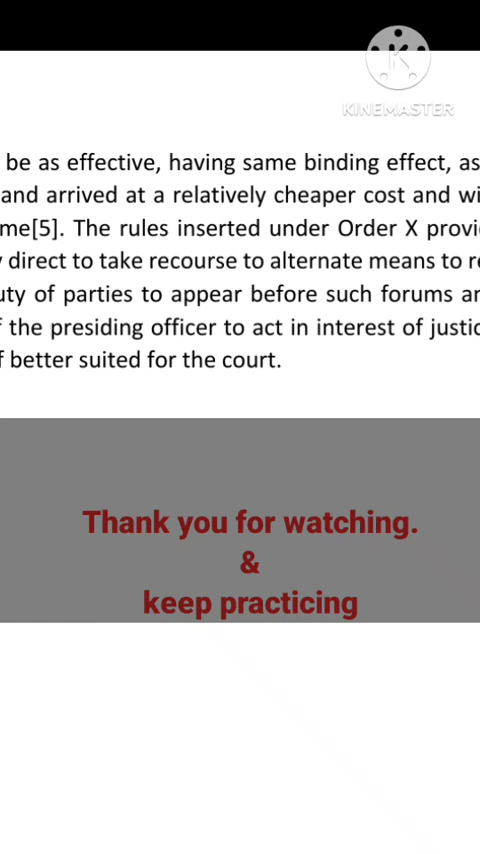 K
KINEMASTER
be as effective, having same binding effect, as
and arrived at a relatively cheaper cost and wi
me[5]. The rules inserted under Order X provi
direct to take recourse to alternate means to re
uty of parties to appear before such forums an
f the presiding officer to act in interest of justic
f better suited for the court.
Thank you for watching.
&
keep practicing